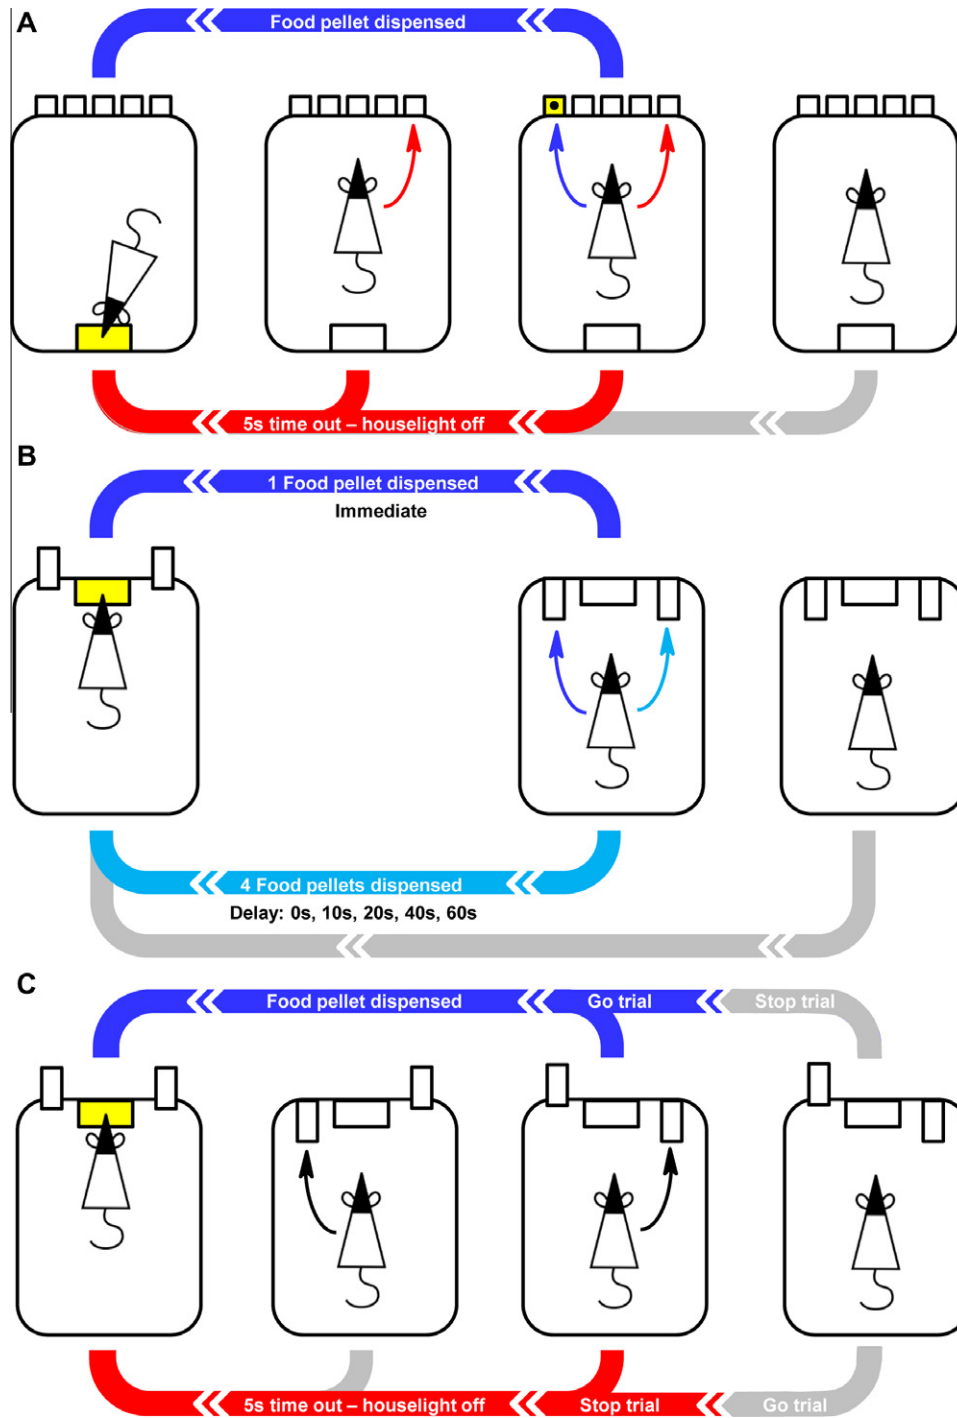 A
Food pellet dispensed
5s time out – houselight off
B
1 Food pellet dispensed
Immediate
4 Food pellets dispensed
Delay: 0s, 10s, 20s, 40s, 60s
C
Food pellet dispensed Go trial Stop trial
5s time out – houselight off Stop trial Go trial